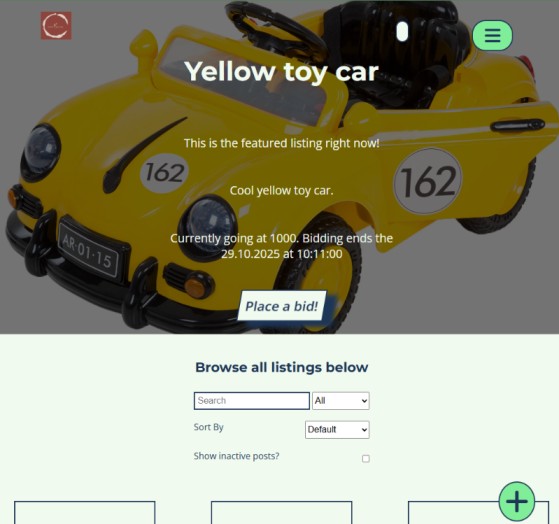 Yellow toy car
This is the featured listing right now!
162
162
Cool yellow toy car.
AR·01-15
Currently going at 1000. Bidding ends the
29.10.2025 at 10:11:00
Place a bid!
Browse all listings below
Search
All
Sort By
Default
Show inactive posts?